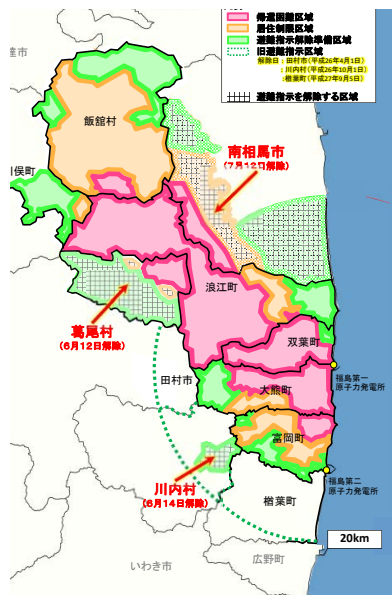 帰還困難区域
居住制限区域
避難指示解除準備区域
旧避難指示区域
解除日：田村市(平成26年4月1日)
：川内村(平成26年10月1日)
：楢葉町(平成27年9月5日)
避難指示を解除する区域
飯舘村
南相馬市
(7月12日解除)
浪江町
葛尾村
(6月12日解除)
双葉町
田村市
大熊町
福島第一
原子力発電所
富岡町
川内村
(6月14日解除)
福島第二
原子力発電所
楢葉町
20km
いわき市
広野町